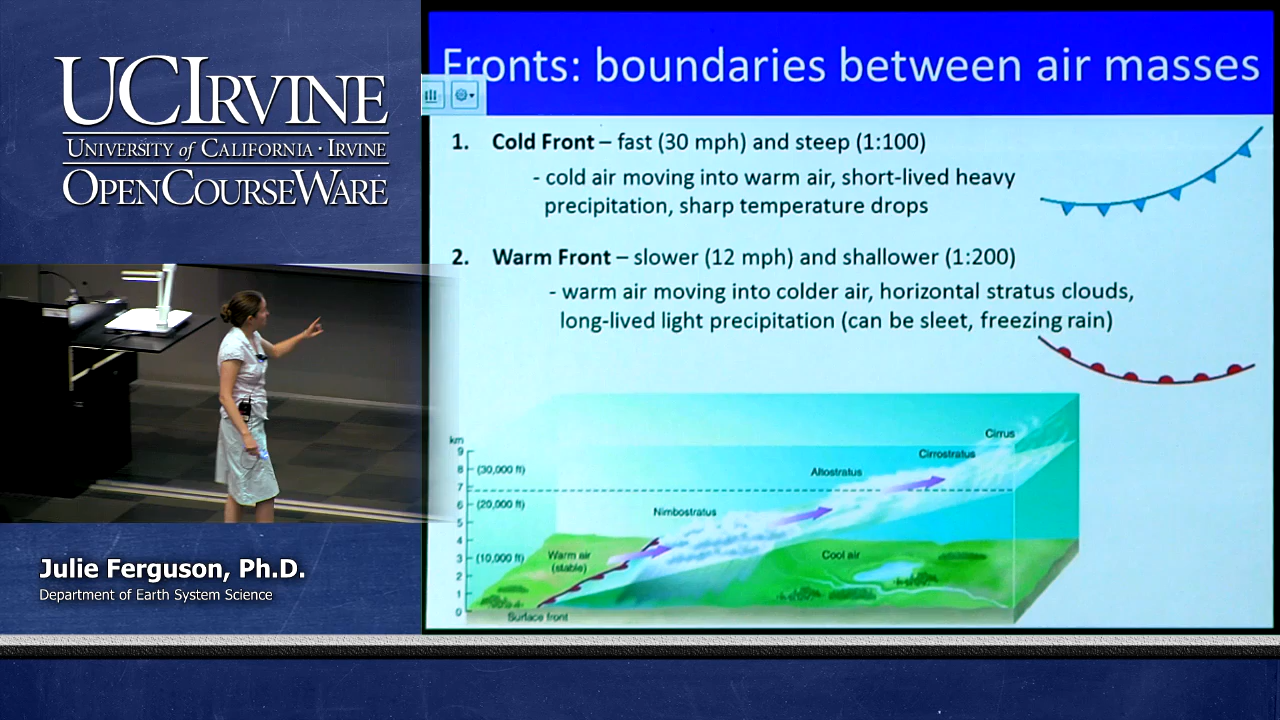 UCIRVINE
UNIVERSITY of CALIFORNIA · IRVINE
OPENCOURSEWARE
Fronts: boundaries between air masses
1. Cold Front – fast (30 mph) and steep (1:100)
- cold air moving into warm air, short-lived heavy
precipitation, sharp temperature drops
2. Warm Front – slower (12 mph) and shallower (1:200)
- warm air moving into colder air, horizontal stratus clouds,
long-lived light precipitation (can be sleet, freezing rain)
km
9
8 (30,000 ft)
7
6 (20,000 ft)
5
4
3 (10,000 ft)
2
1
0
Cirrus
Cirrostratus
Altostratus
Nimbostratus
Warm air
(stable)
Cool air
Surface front
Julie Ferguson, Ph.D.
Department of Earth System Science